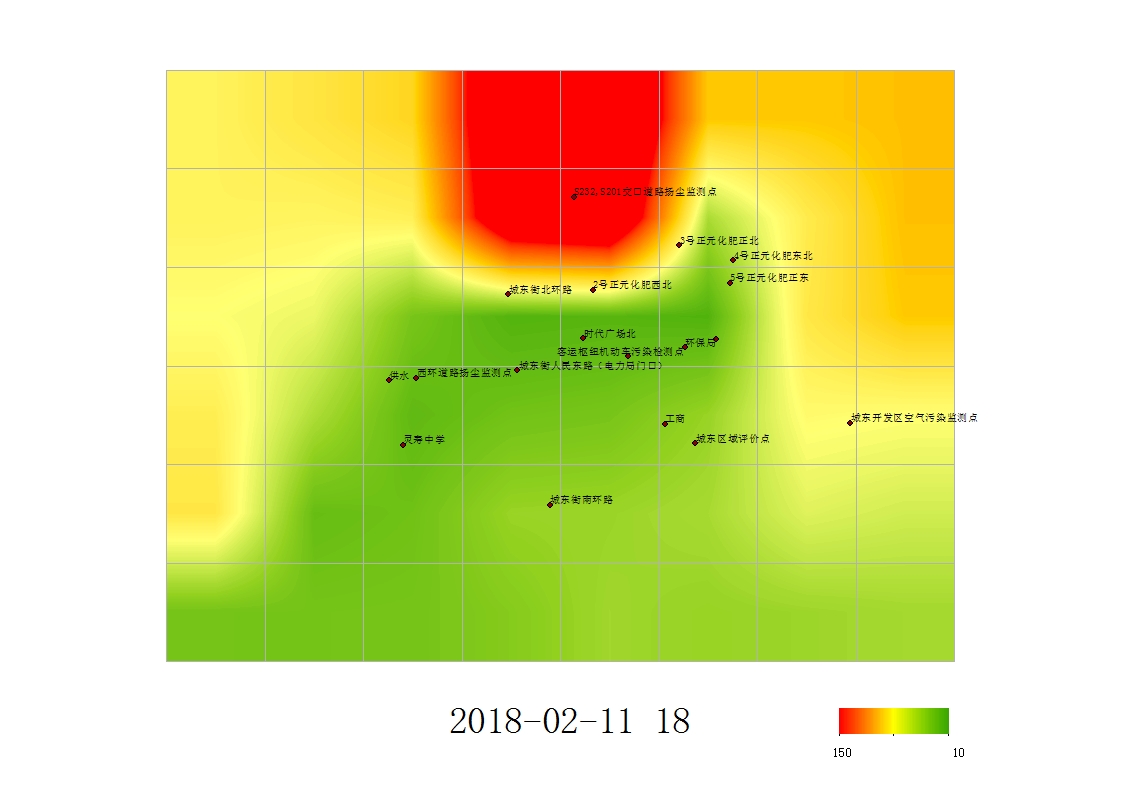 S232,S201交口道路扬尘监测点
3号正元化肥正北
4号正元化肥东北
5号正元化肥正东
2号正元化肥西北
城东街北环路
时代广场北
环保局
客运枢纽机动车污染检测点
城东街人民东路（电力局门口）
供水
西环道路扬尘监测点
工商
城东开发区空气污染监测点
灵寿中学
城东区域评价点
城东街南环路
2018-02-11 18
150
10